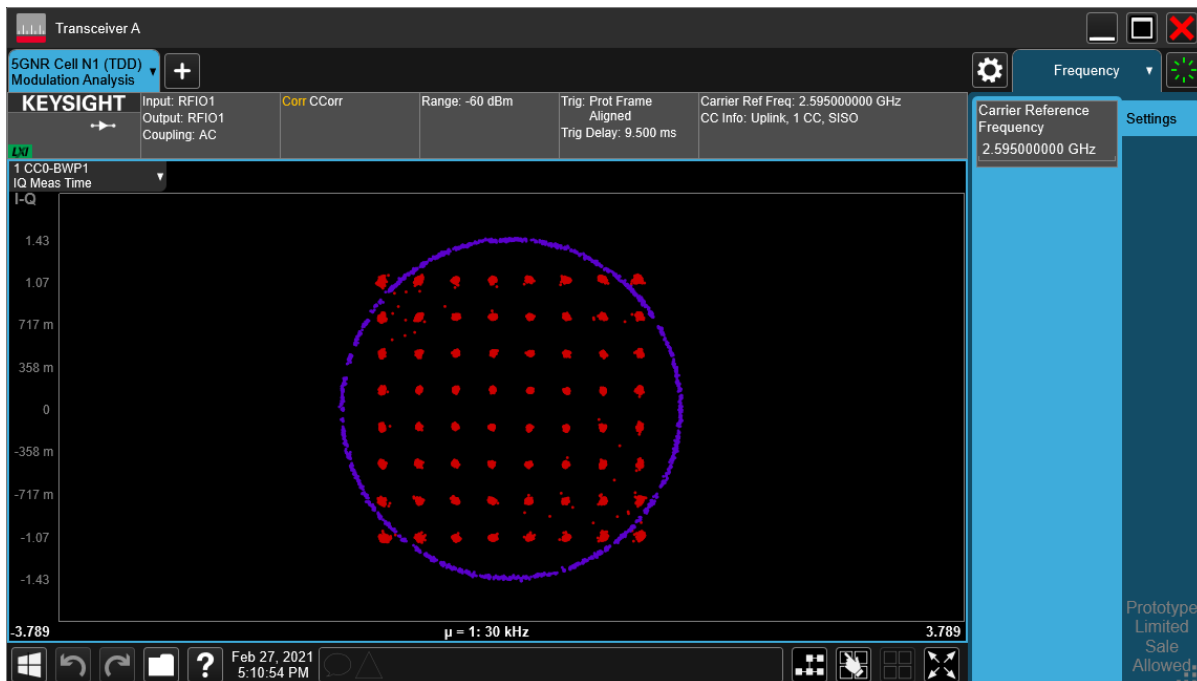 Transceiver A
5GNR Cell N1 (TDD)
Modulation Analysis
Frequency
KEYSIGHT
LXI
Input: RFIO1
Output: RFIO1
Coupling: AC
Corr CCorr
Range: -60 dBm
Trig: Prot Frame
Aligned
Trig Delay: 9.500 ms
Carrier Ref Freq: 2.595000000 GHz
CC Info: Uplink, 1 CC, SISO
Carrier Reference
Frequency
2.595000000 GHz
Settings
1 CC0-BWP1
IQ Meas Time
I-Q
1.43
1.07
717 m
358 m
0
-358 m
-717 m
-1.07
-1.43
-3.789
µ = 1: 30 kHz
3.789
Feb 27, 2021
5:10:54 PM
Prototype
Limited
Sale
Allowed